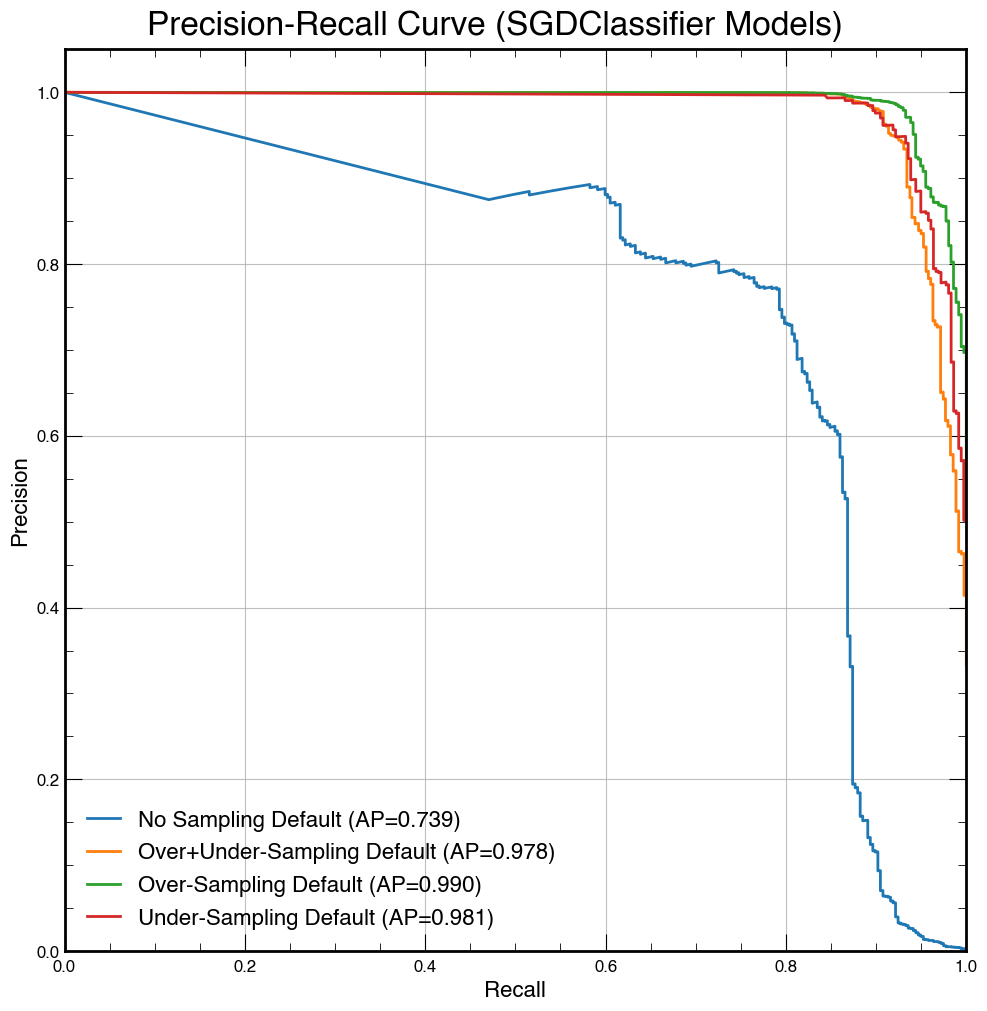 Precision-Recall Curve (SGDClassifier Models)
1.0
0.8
0.6
0.4
0.2
0.0
Precision
No Sampling Default (AP=0.739)
Over+Under-Sampling Default (AP=0.978)
Over-Sampling Default (AP=0.990)
Under-Sampling Default (AP=0.981)
0.0 0.2 0.4 0.6 0.8 1.0
Recall